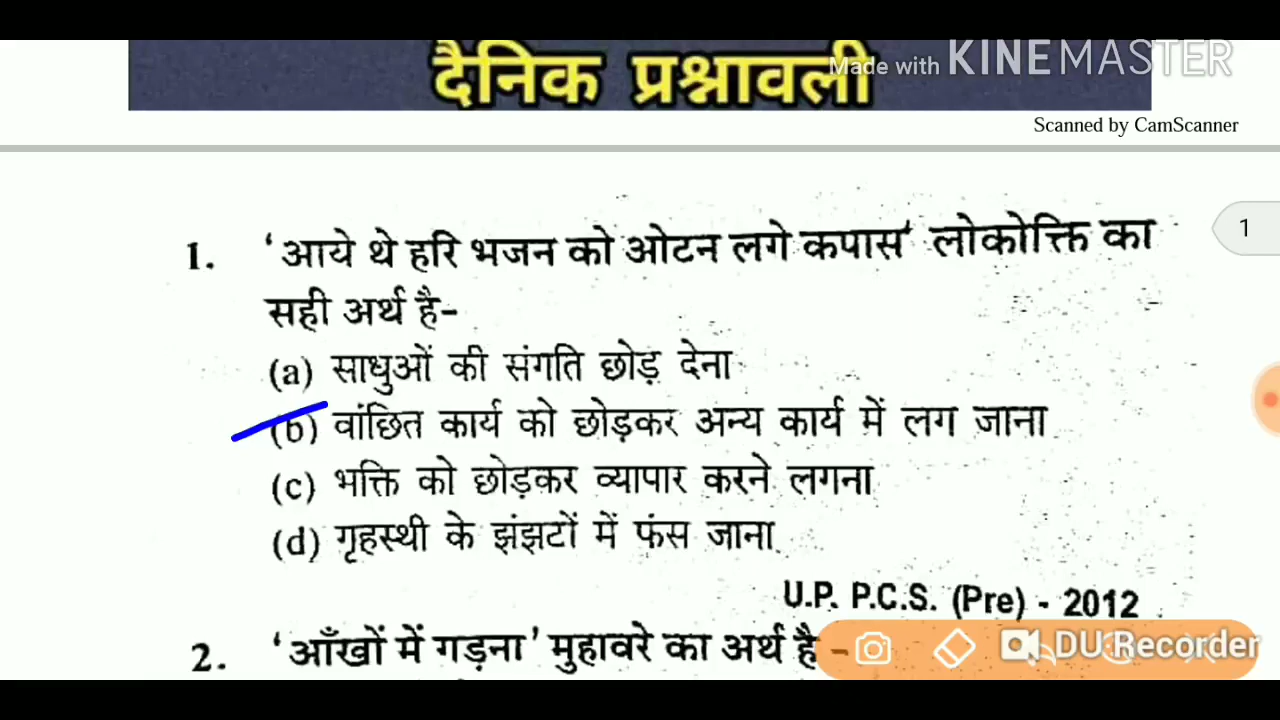 दैनिक प्रश्नावली
Made with KINEMASTER
Scanned by CamScanner
1
1. 'आये थे हरि भजन को ओटन लगे कपास' लोकोक्ति का
सही अर्थ है-
(a) साधुओं की संगति छोड़ देना
(b) वांछित कार्य को छोड़कर अन्य कार्य में लग जाना
(c) भक्ति को छोड़कर व्यापार करने लगना
(d) गृहस्थी के झंझटों में फंस जाना
U.P. P.C.S. (Pre) - 2012
2. 'आँखों में गड़ना' मुहावरे का अर्थ है -
DU Recorder